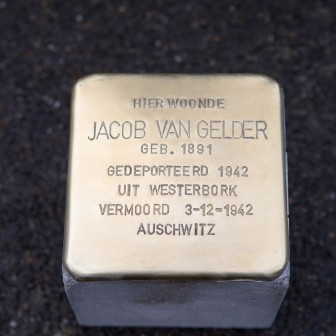 HIER WOONDE
JACOB VAN GELDER
GEB. 1891
GEDEPORTEERD 1942
UIT WESTERBORK
VERMOORD 3-12-1942
AUSCHWITZ